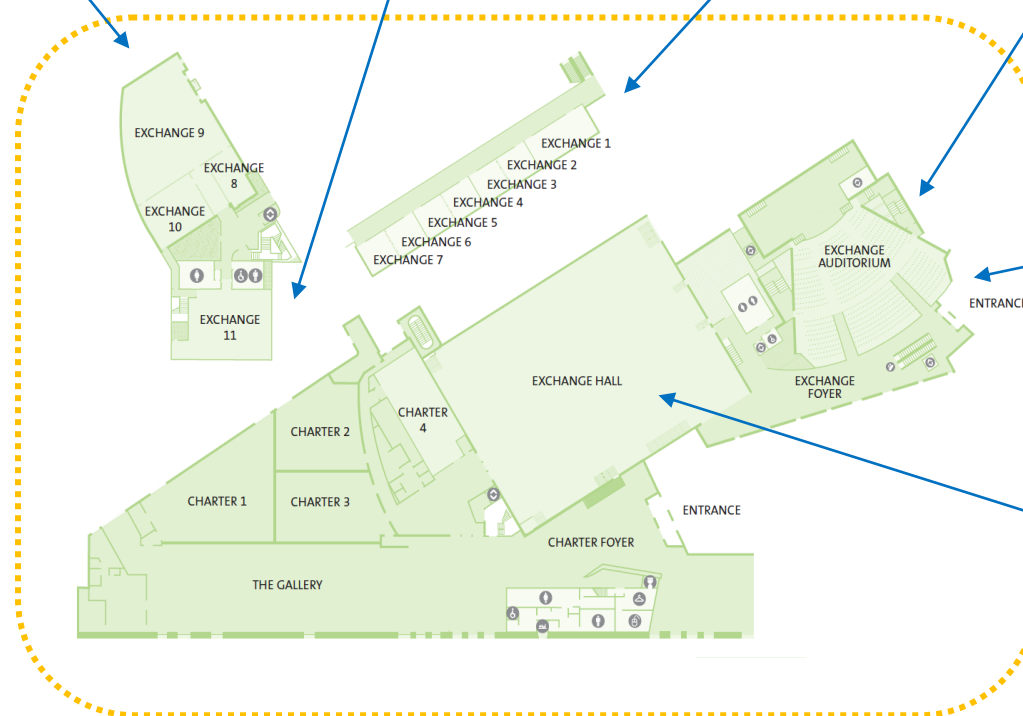 EXCHANGE 9
EXCHANGE
8
EXCHANGE
10
EXCHANGE
11
EXCHANGE 1
EXCHANGE 2
EXCHANGE 3
EXCHANGE 4
EXCHANGE 5
EXCHANGE 6
EXCHANGE 7
EXCHANGE
AUDITORIUM
ENTRANCE
EXCHANGE HALL
EXCHANGE
FOYER
CHARTER
4
CHARTER 2
CHARTER 1
CHARTER 3
ENTRANCE
CHARTER FOYER
THE GALLERY